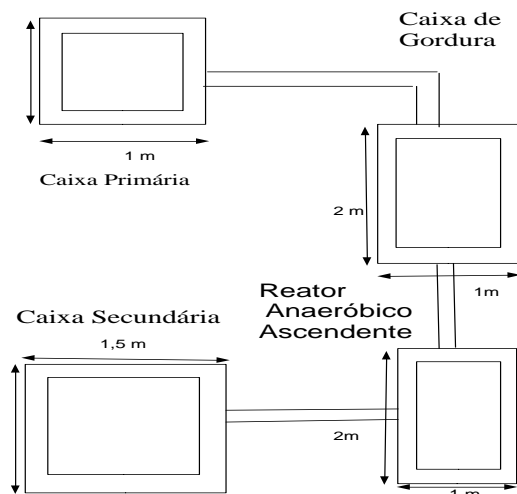 Caixa de
Gordura
1 m
Caixa Primária
2 m
1m
Reator
Anaeróbico
Ascendente
Caixa Secundária
1,5 m
2m
1 m